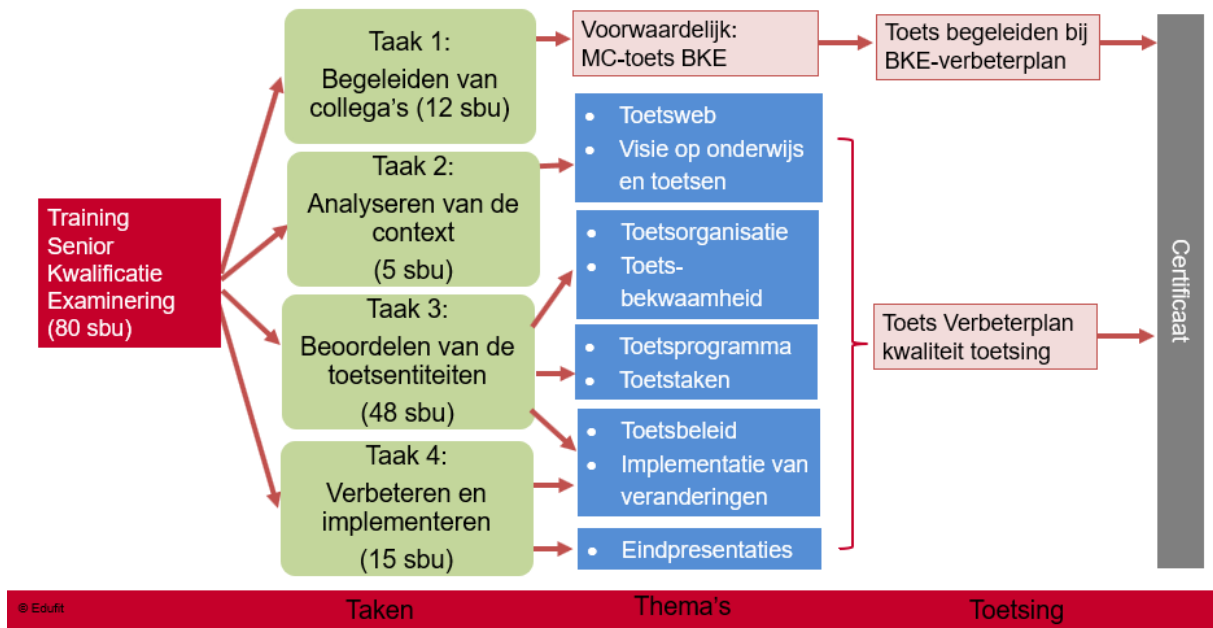 Training
Senior
Kwalificatie
Examinering
(80 sbu)
Taak 1:
Begeleiden van
collega's (12 sbu)
Taak 2:
Analyseren van de
context
(5 sbu)
Taak 3:
Beoordelen van de
toetsentiteiten
(48 sbu)
Taak 4:
Verbeteren en
implementeren
(15 sbu)
Voorwaardelijk:
MC-toets BKE
• Toetsweb
• Visie op onderwijs
en toetsen
• Toetsorganisatie
• Toets-
bekwaamheid
• Toetsprogramma
• Toetstaken
• Toetsbeleid
• Implementatie van
veranderingen
• Eindpresentaties
Toets begeleiden bij
BKE-verbeterplan
Toets Verbeterplan
kwaliteit toetsing
Certificaat
® Edufit
Taken
Thema's
Toetsing